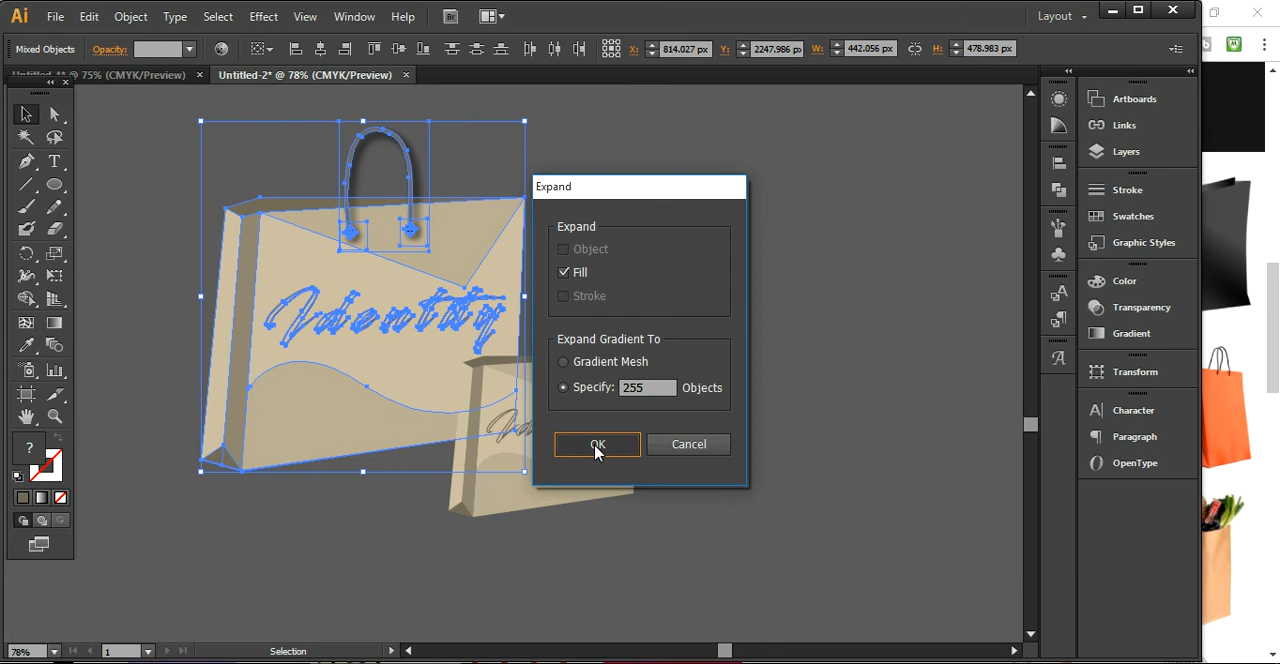 Ai File Edit Object Type Select Effect View Window Help Br Layout
Mixed Objects Opacity: X: 814.027 px Y: 2247.986 p W: 442.056 px H: 478.983 px
Untitled-1* @ 75% (CMYK/Preview) × Untitled-2* @ 78% (CMYK/Preview) ×
Artboards
Links
Layers
Stroke
Swatches
Graphic Styles
Color
Transparency
Gradient
Transform
Character
Paragraph
OpenType
Identity
Expand
Expand
Object
Fill
Stroke
Expand Gradient To
Gradient Mesh
Specify: 255 Objects
OK Cancel
78% 1 Selection